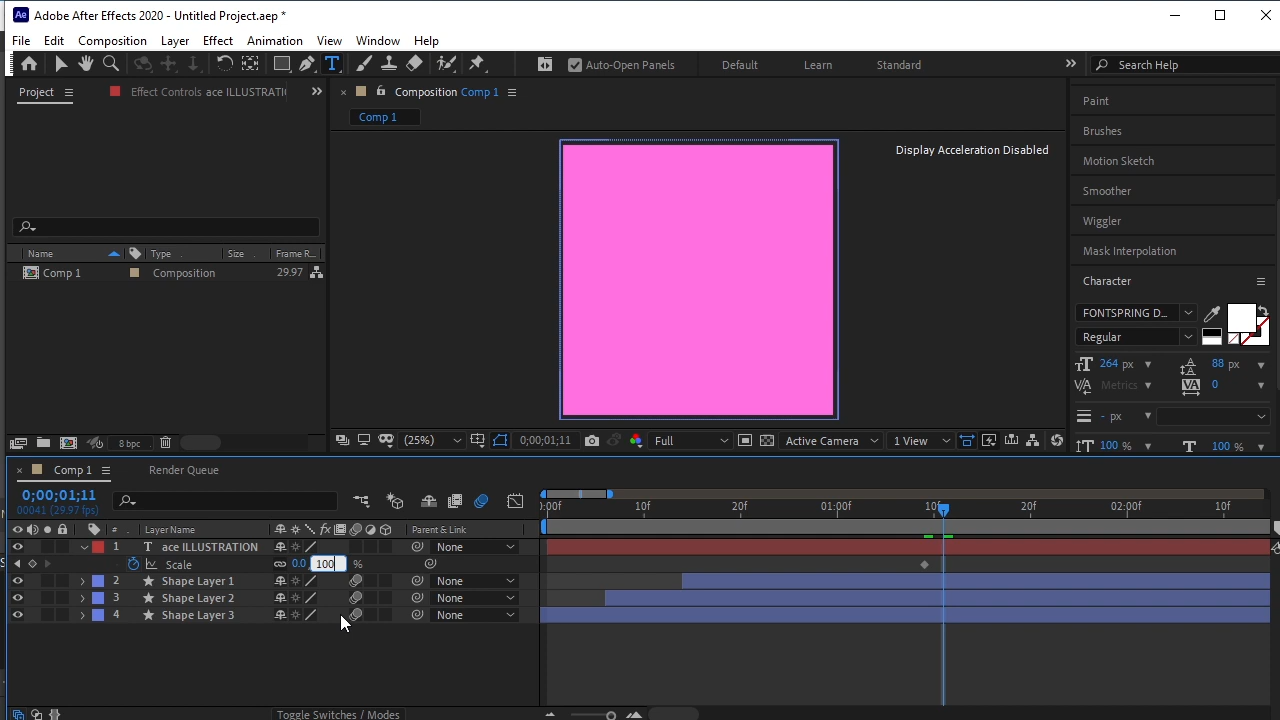 Adobe After Effects 2020 - Untitled Project.aep *
File Edit Composition Layer Effect Animation View Window Help
Auto-Open Panels Default Learn Standard Search Help
Project Effect Controls ace ILLUSTRATI Composition Comp 1
Comp 1
Display Acceleration Disabled
Paint
Brushes
Motion Sketch
Smoother
Wiggler
Mask Interpolation
Character
Name Type Size Frame R...
Comp 1 Composition 29.97
FONTSPRING D...
Regular
264 px 88 px
Metrics 0
- px
100 % 100 %
8 bpc (25%) 0;00;01;11 Full Active Camera 1 View
Comp 1 Render Queue
0;00;01;11
00041 (29.97 fps)
):00f 10f 20f 01:00f 10f 20f 02:00f 10f
# Layer Name fx Parent & Link
1 T ace ILLUSTRATION None
Scale 0.0 100 %
2 Shape Layer 1 None
3 Shape Layer 2 None
4 Shape Layer 3 None
Toggle Switches / Modes